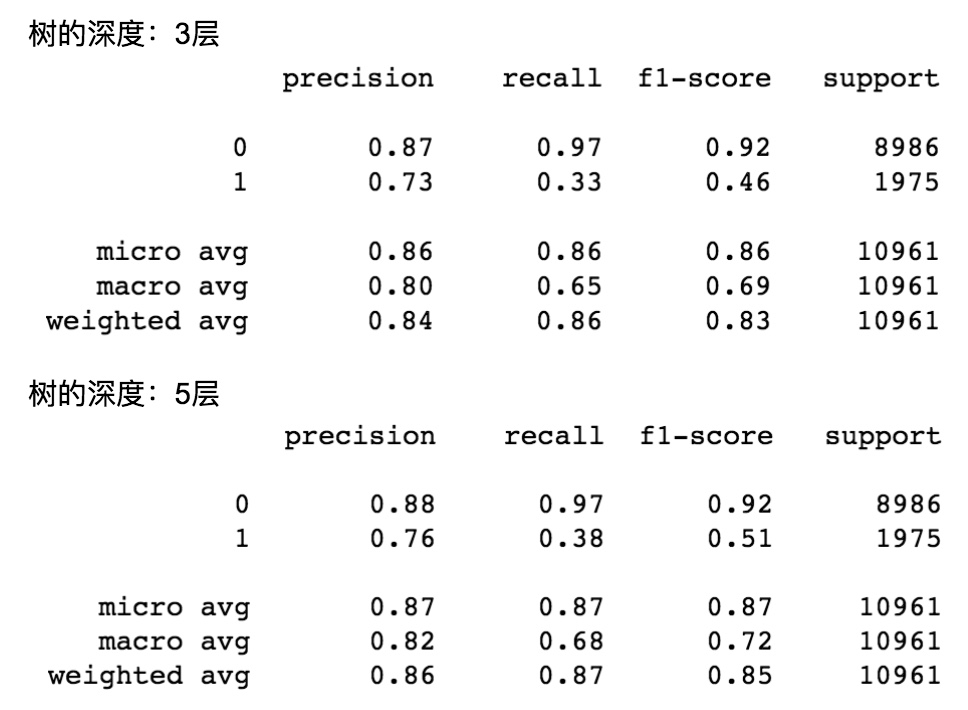 树的深度：3层
precision recall f1-score support
0 0.87 0.97 0.92 8986
1 0.73 0.33 0.46 1975
micro avg 0.86 0.86 0.86 10961
macro avg 0.80 0.65 0.69 10961
weighted avg 0.84 0.86 0.83 10961
树的深度：5层
precision recall f1-score support
0 0.88 0.97 0.92 8986
1 0.76 0.38 0.51 1975
micro avg 0.87 0.87 0.87 10961
macro avg 0.82 0.68 0.72 10961
weighted avg 0.86 0.87 0.85 10961